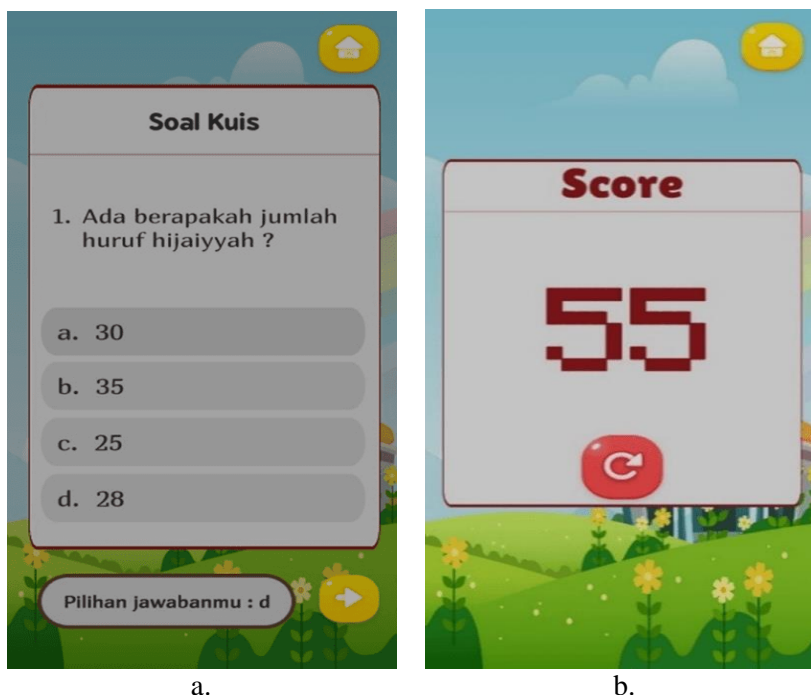 Soal Kuis
1. Ada berapakah jumlah
huruf hijaiyyah ?
a. 30
b. 35
c. 25
d. 28
Pilihan jawabanmu : d
a.
Score
55
b.